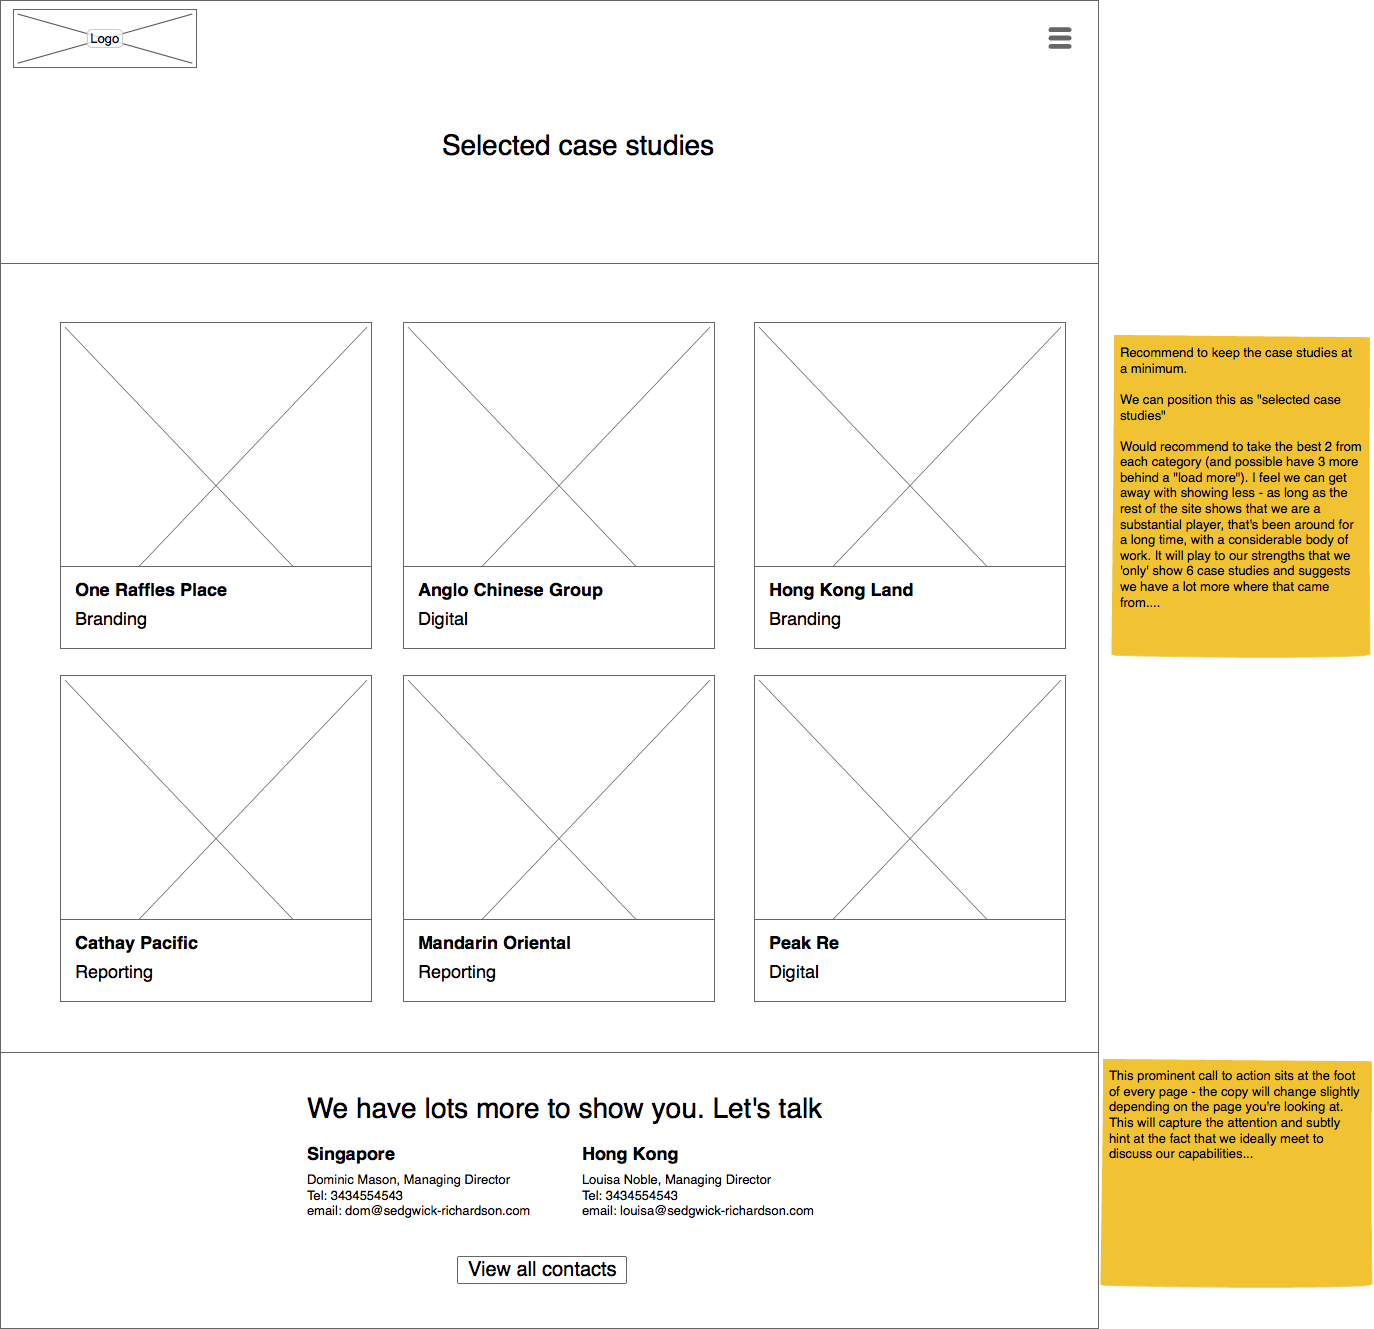 Logo
Selected case studies
One Raffles Place
Branding
Anglo Chinese Group
Digital
Hong Kong Land
Branding
Cathay Pacific
Reporting
Mandarin Oriental
Reporting
Peak Re
Digital
We have lots more to show you. Let's talk
Singapore
Dominic Mason, Managing Director
Tel: 3434554543
email: dom@sedgwick-richardson.com
Hong Kong
Louisa Noble, Managing Director
Tel: 3434554543
email: louisa@sedgwick-richardson.com
View all contacts
Recommend to keep the case studies at
a minimum.
We can position this as "selected case
studies"
Would recommend to take the best 2 from
each category (and possible have 3 more
behind a "load more"). I feel we can get
away with showing less - as long as the
rest of the site shows that we are a
substantial player, that's been around for
a long time, with a considerable body of
work. It will play to our strengths that we
'only' show 6 case studies and suggests
we have a lot more where that came
from....
This prominent call to action sits at the foot
of every page - the copy will change slightly
depending on the page you're looking at.
This will capture the attention and subtly
hint at the fact that we ideally meet to
discuss our capabilities...